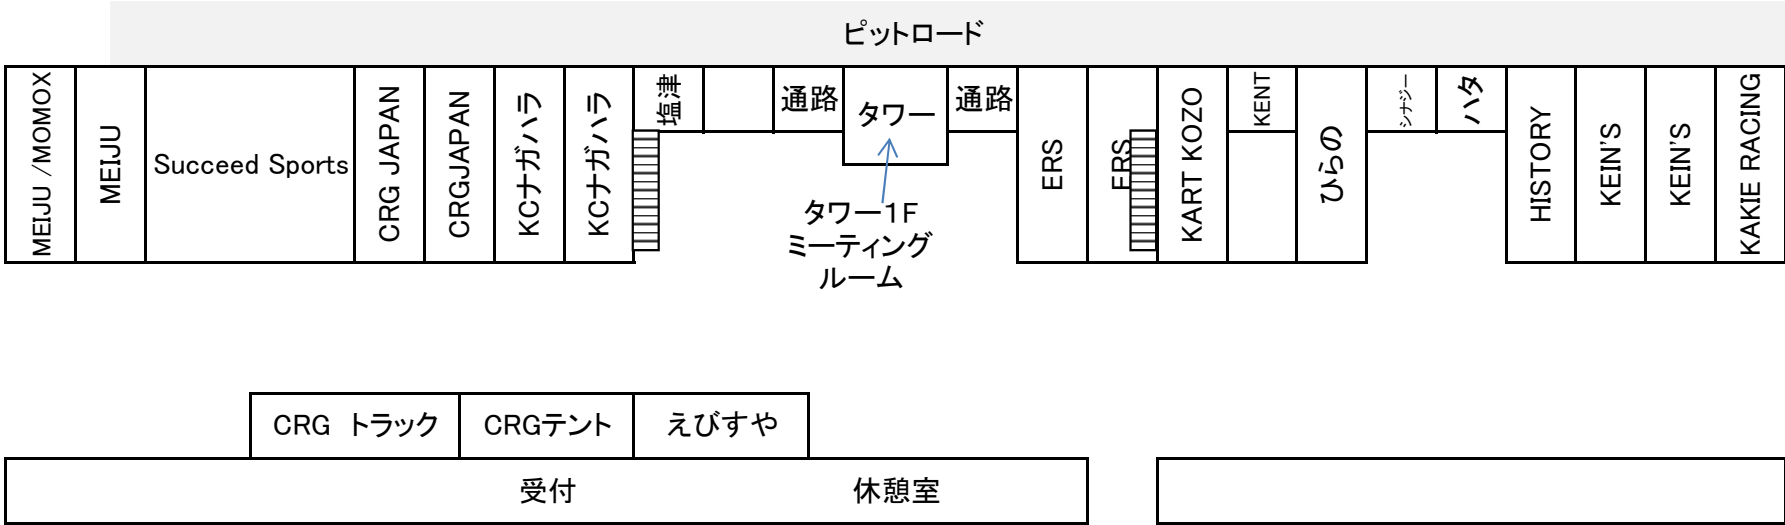 ピットロード
MEIJU /MOMOX
MEIJU
Succeed Sports
CRG JAPAN
CRGJAPAN
KCナガハラ
KCナガハラ
塩津
通路
タワー
通路
ERS
ERS
KART KOZO
KENT
ひらの
シナジー
ハタ
HISTORY
KEIN'S
KEIN'S
KAKIE RACING
タワー1F
ミーティング
ルーム
CRG トラック
CRGテント
えびすや
受付
休憩室